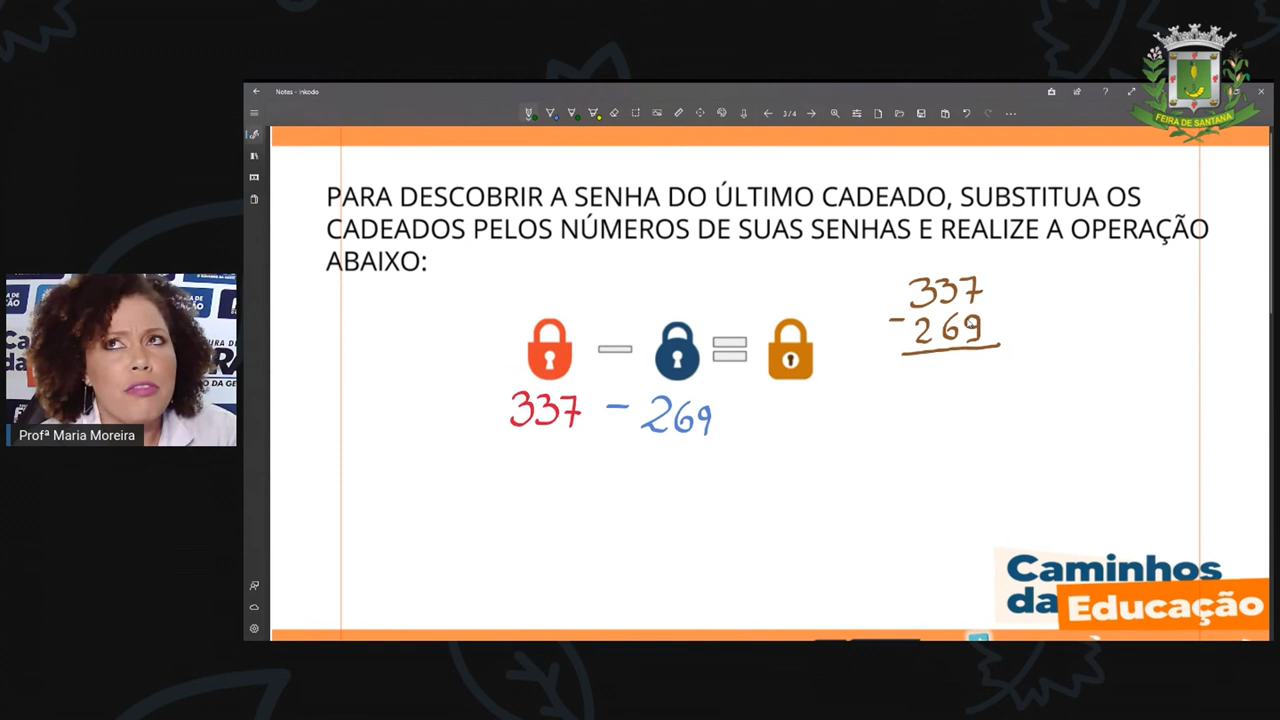 FEIRA DE SANTANA
Notes - Inkodo
3/4
PARA DESCOBRIR A SENHA DO ÚLTIMO CADEADO, SUBSTITUA OS
CADEADOS PELOS NÚMEROS DE SUAS SENHAS E REALIZE A OPERAÇÃO
ABAIXO:
337
- 269
337 - 269
Profª Maria Moreira
Caminhos
da Educação